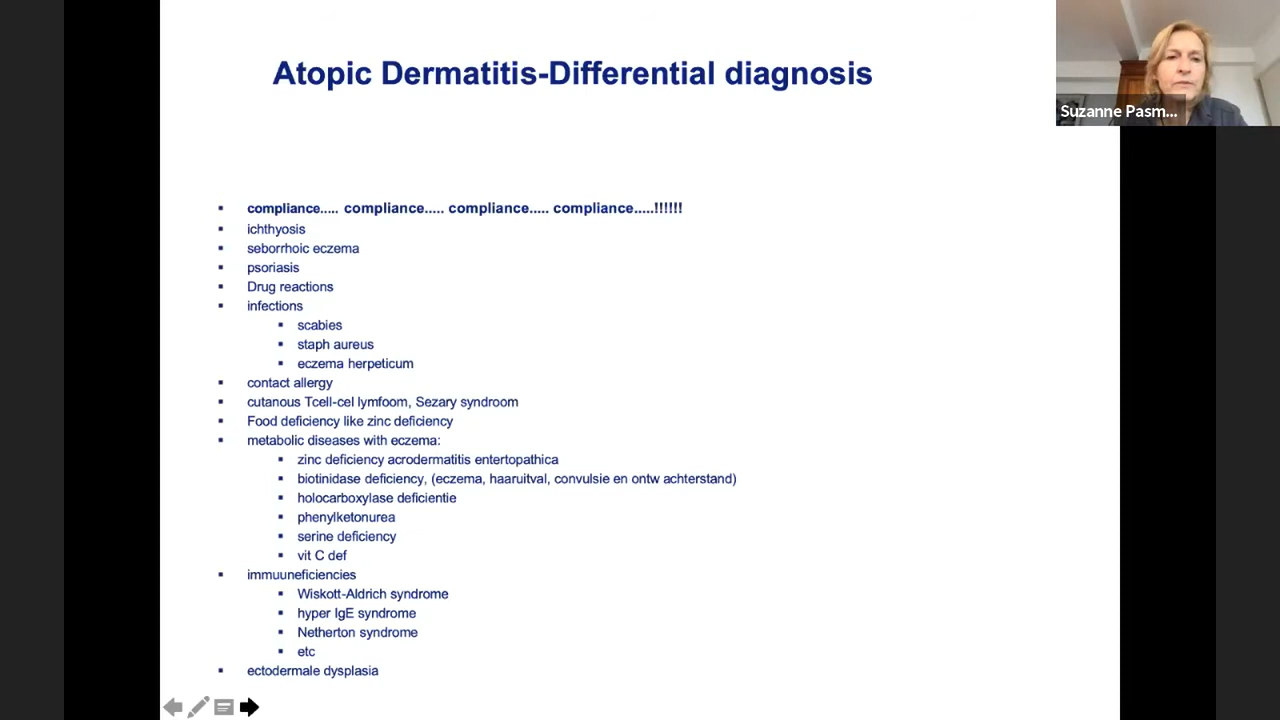 Atopic Dermatitis-Differential diagnosis
Suzanne Pasm...
compliance..... compliance..... compliance..... compliance.....!!!!!!
ichthyosis
seborrhoic eczema
psoriasis
Drug reactions
infections
scabies
staph aureus
eczema herpeticum
contact allergy
cutanous Tcell-cel lymfoom, Sezary syndroom
Food deficiency like zinc deficiency
metabolic diseases with eczema:
zinc deficiency acrodermatitis entertopathica
biotinidase deficiency, (eczema, haaruitval, convulsie en ontw achterstand)
holocarboxylase deficientie
phenylketonurea
serine deficiency
vit C def
immuuneficiencies
Wiskott-Aldrich syndrome
hyper IgE syndrome
Netherton syndrome
etc
ectodermale dysplasia